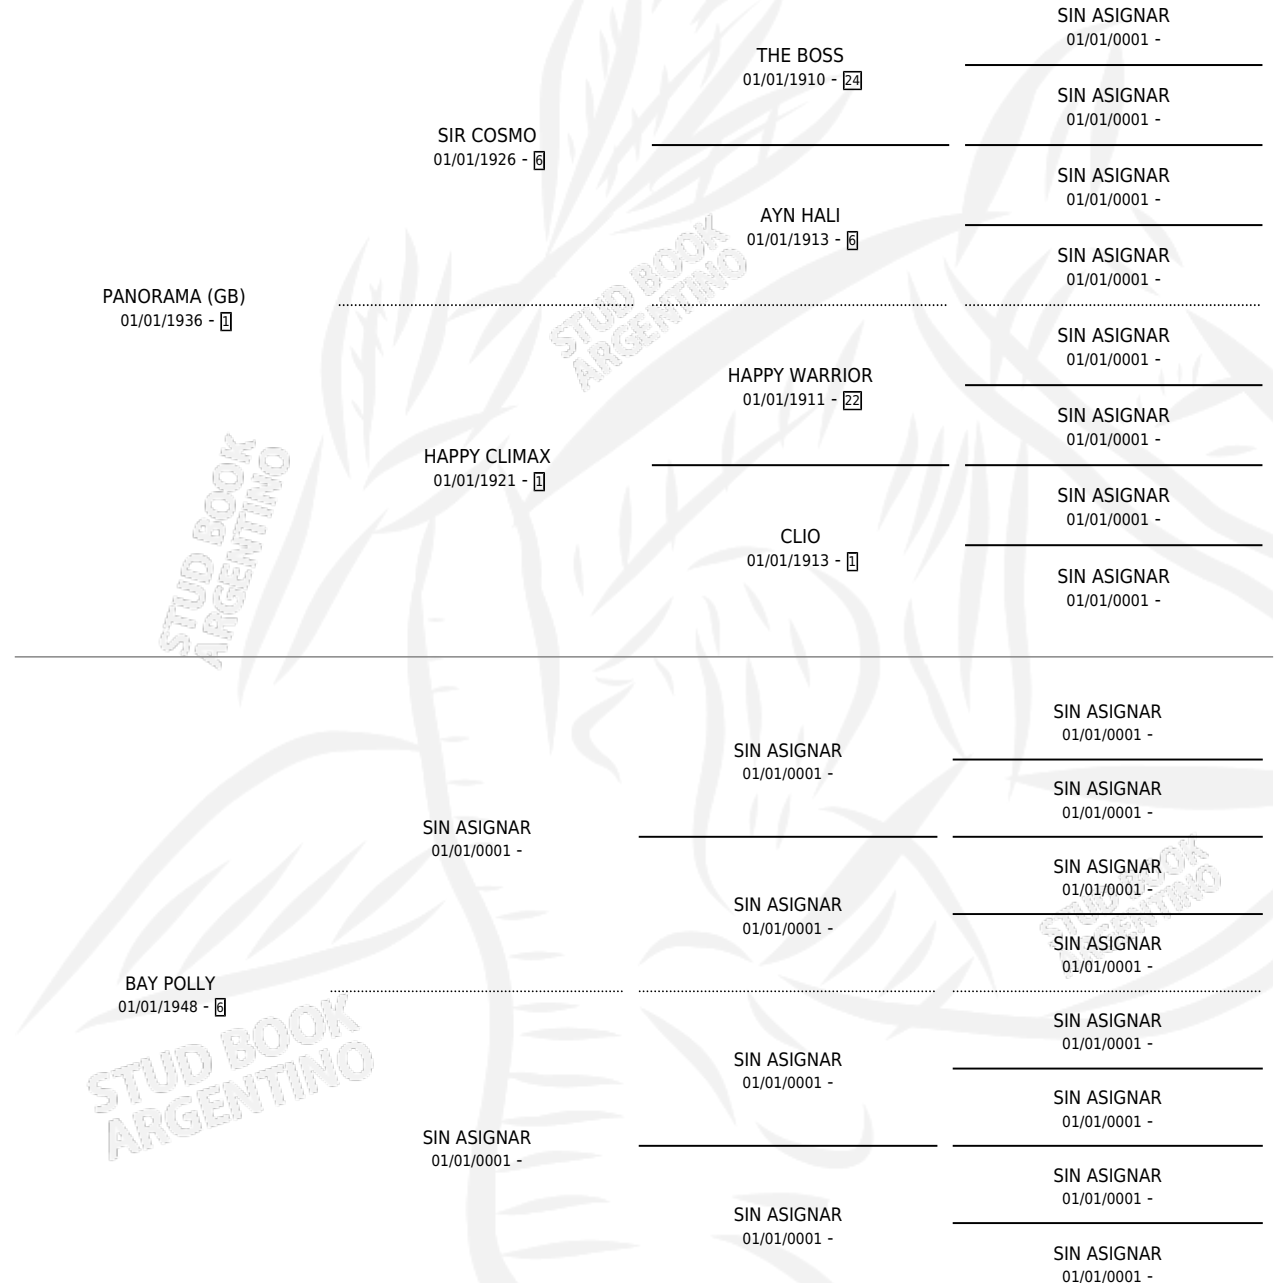 SIN ASIGNAR
01/01/0001 -
THE BOSS
01/01/1910 - 24
SIN ASIGNAR
01/01/0001 -
SIR COSMO
01/01/1926 - 6
SIN ASIGNAR
01/01/0001 -
AYN HALI
01/01/1913 - 6
SIN ASIGNAR
01/01/0001 -
PANORAMA (GB)
01/01/1936 - 1
STUD BOOK
ARGENTINO
SIN ASIGNAR
01/01/0001 -
HAPPY WARRIOR
01/01/1911 - 22
SIN ASIGNAR
01/01/0001 -
HAPPY CLIMAX
01/01/1921 - 1
SIN ASIGNAR
01/01/0001 -
CLIO
01/01/1913 - 1
SIN ASIGNAR
01/01/0001 -
STUD BOOK
ARGENTINO
SIN ASIGNAR
01/01/0001 -
SIN ASIGNAR
01/01/0001 -
SIN ASIGNAR
01/01/0001 -
SIN ASIGNAR
01/01/0001 -
SIN ASIGNAR
01/01/0001 -
SIN ASIGNAR
01/01/0001 -
STUD BOOK
ARGENTINO
SIN ASIGNAR
01/01/0001 -
BAY POLLY
01/01/1948 - 6
STUD BOOK
ARGENTINO
SIN ASIGNAR
01/01/0001 -
SIN ASIGNAR
01/01/0001 -
SIN ASIGNAR
01/01/0001 -
SIN ASIGNAR
01/01/0001 -
SIN ASIGNAR
01/01/0001 -
SIN ASIGNAR
01/01/0001 -
SIN ASIGNAR
01/01/0001 -